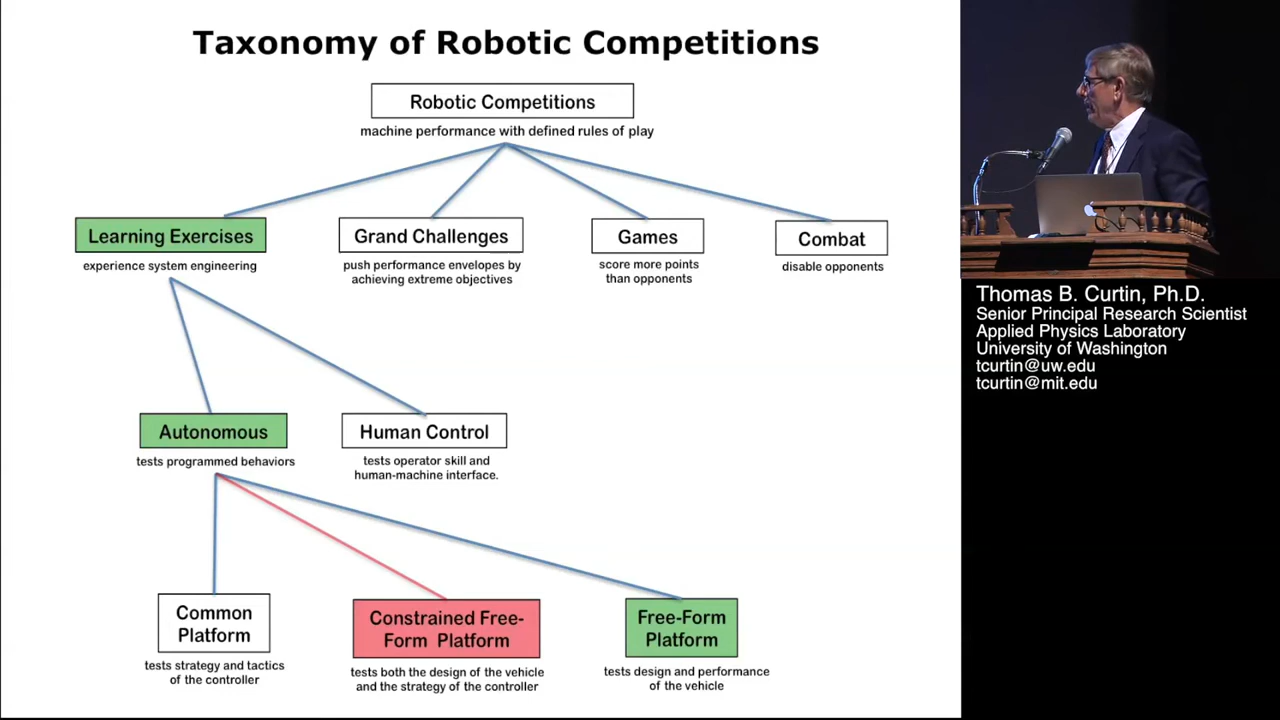 Taxonomy of Robotic Competitions
Robotic Competitions
machine performance with defined rules of play
Learning Exercises
experience system engineering
Grand Challenges
push performance envelopes by
achieving extreme objectives
Games
score more points
than opponents
Combat
disable opponents
Autonomous
tests programmed behaviors
Human Control
tests operator skill and
human-machine interface.
Common
Platform
tests strategy and tactics
of the controller
Constrained Free-
Form Platform
tests both the design of the vehicle
and the strategy of the controller
Free-Form
Platform
tests design and performance
of the vehicle
Thomas B. Curtin, Ph.D.
Senior Principal Research Scientist
Applied Physics Laboratory
University of Washington
tcurtin@uw.edu
tcurtin@mit.edu